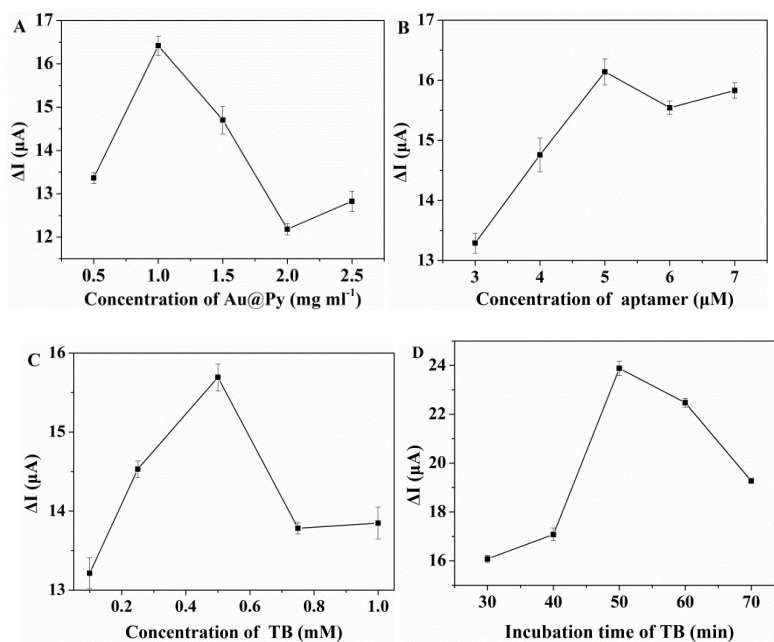 A
17
16
15
14
13
12
ΔI (μA)
0.5 1.0 1.5 2.0 2.5
Concentration of Au@Py (mg ml⁻¹)
B
17
16
15
14
13
ΔI (μA)
3 4 5 6 7
Concentration of aptamer (μM)
C
16
15
14
13
ΔI (μA)
0.2 0.4 0.6 0.8 1.0
Concentration of TB (mM)
D
24
22
20
18
16
ΔI (μA)
30 40 50 60 70
Incubation time of TB (min)